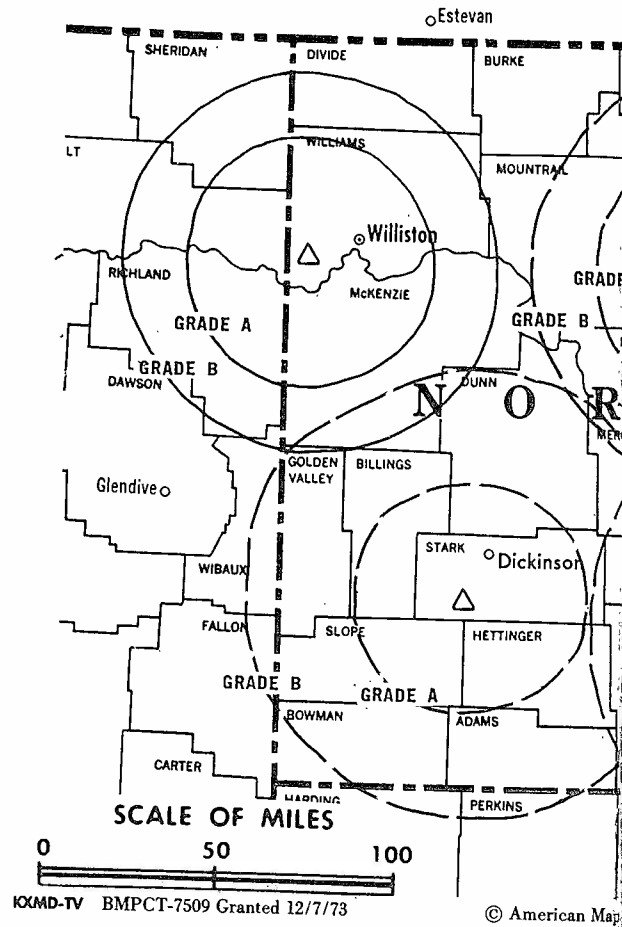 Estevan
SHERIDAN
DIVIDE
BURKE
LT
WILLIAMS
MOUNTRAIL
Williston
RICHLAND
McKENZIE
GRADE
GRADE A
GRADE B
GRADE B
DAWSON
DUNN
N O R
MERC
GOLDEN
VALLEY
BILLINGS
Glendive
STARK
Dickinson
WIBAUX
FALLON
SLOPE
HETTINGER
GRADE B
GRADE A
BOWMAN
ADAMS
CARTER
HARDING
PERKINS
SCALE OF MILES
0 50 100
KXMD-TV BMPCT-7509 Granted 12/7/73
© American Map